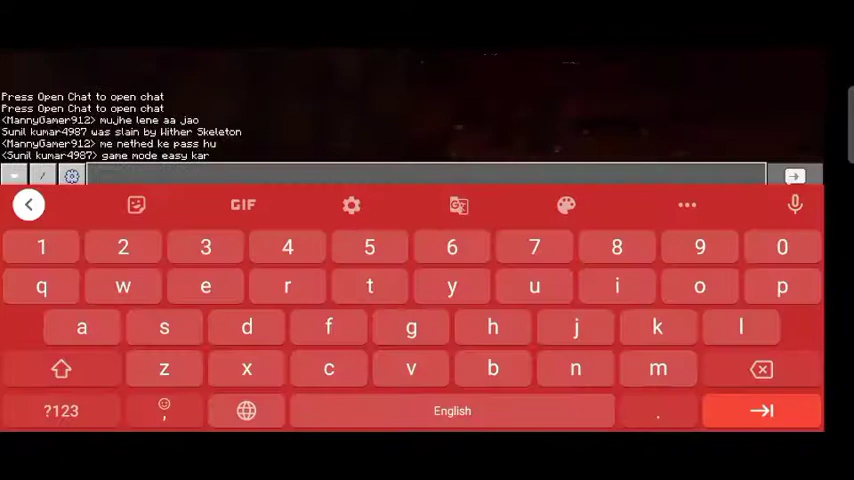 Press Open Chat to open chat
Press Open Chat to open chat
<MannyGamer912> mujhe lene aa jao
Sunil kumar4987 was slain by Wither Skeleton
<MannyGamer912> me nethed ke pass hu
<Sunil kumar4987> game mode easy kar
/
GIF
1 2 3 4 5 6 7 8 9 0
q w e r t y u i o p
a s d f g h j k l
z x c v b n m
?123 , English .